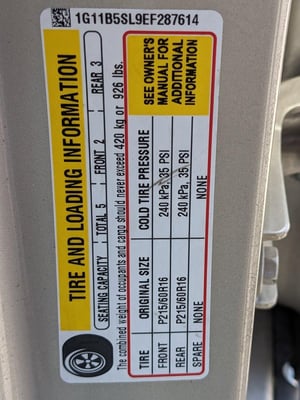 1G11B5SL9EF287614
TIRE AND LOADING INFORMATION
SEATING CAPACITY TOTAL 5 FRONT 2 REAR 3
The combined weight of occupants and cargo should never exceed 420 kg or 926 lbs.
TIRE ORIGINAL SIZE COLD TIRE PRESSURE
FRONT P215/60R16 240 kPa, 35 PSI
REAR P215/60R16 240 kPa, 35 PSI
SPARE NONE NONE
SEE OWNER'S
MANUAL FOR
ADDITIONAL
INFORMATION